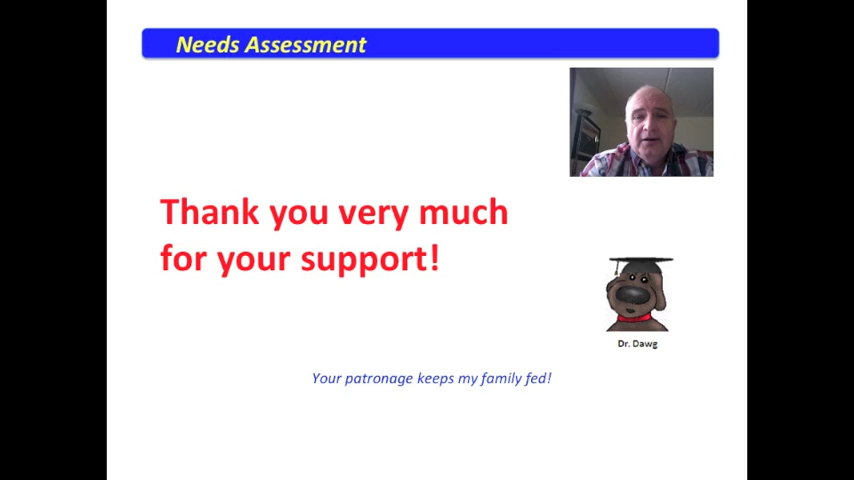 Needs Assessment
Thank you very much
for your support!
Dr. Dawg
Your patronage keeps my family fed!